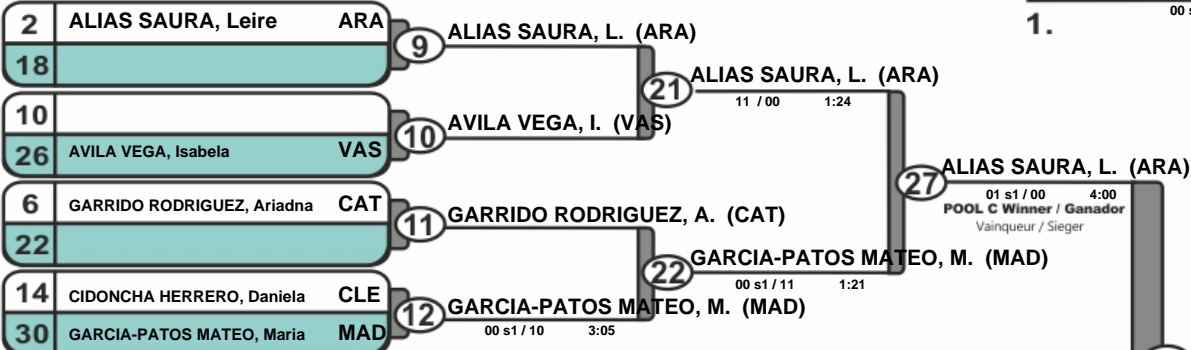 2 ALIAS SAURA, Leire ARA
18
9
ALIAS SAURA, L. (ARA)
10
26 AVILA VEGA, Isabela VAS
10
AVILA VEGA, I. (VAS)
21
ALIAS SAURA, L. (ARA)
11 / 00 1:24
6 GARRIDO RODRIGUEZ, Ariadna CAT
22
11
GARRIDO RODRIGUEZ, A. (CAT)
14 CIDONCHA HERRERO, Daniela CLE
30 GARCIA-PATOS MATEO, Maria MAD
12
GARCIA-PATOS MATEO, M. (MAD)
00 s1 / 10 3:05
22
GARCIA-PATOS MATEO, M. (MAD)
00 s1 / 11 1:21
27
ALIAS SAURA, L. (ARA)
01 s1 / 00 4:00
POOL C Winner / Ganador
Vainqueur / Sieger
00
1.